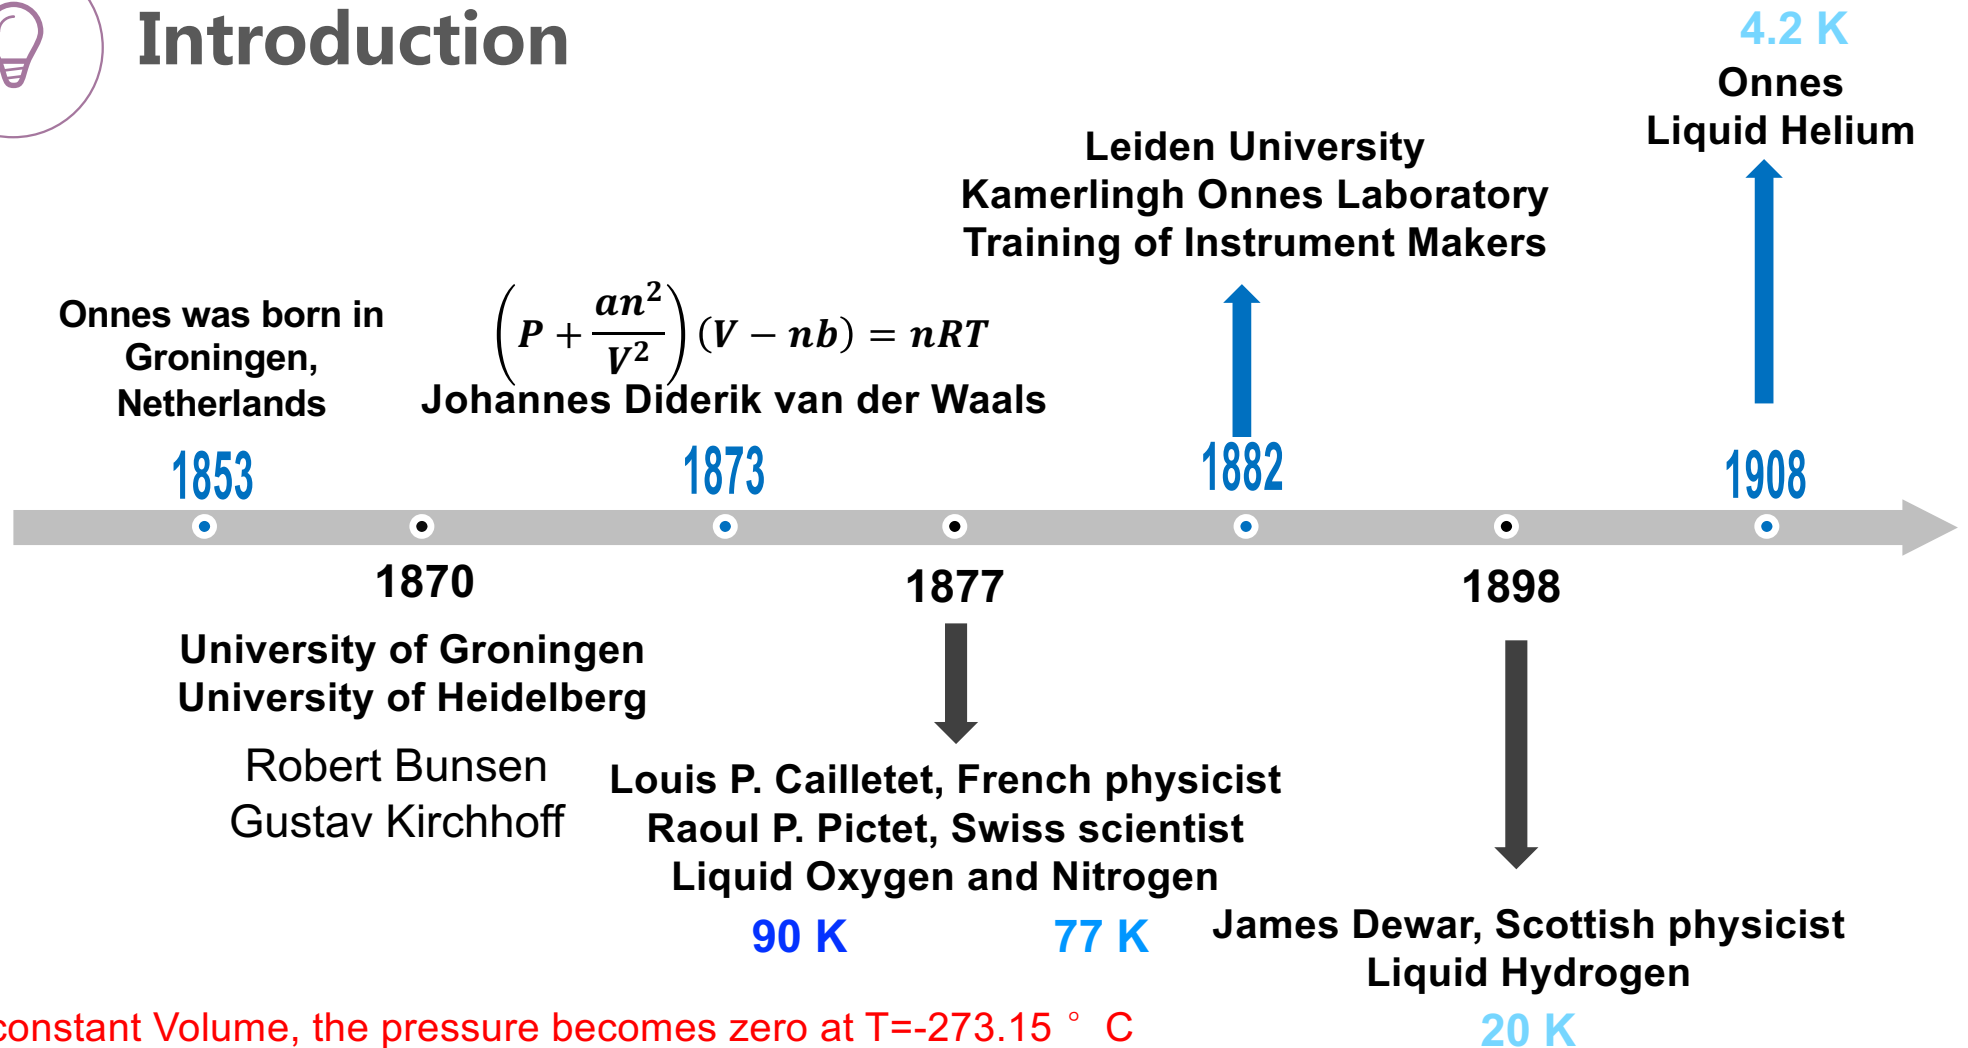 Introduction
4.2 K
Onnes
Liquid Helium
Leiden University
Kamerlingh Onnes Laboratory
Training of Instrument Makers
Onnes was born in
Groningen,
Netherlands
(P + an²/V²)(V − nb) = nRT
Johannes Diderik van der Waals
1853
1873
1882
1908
1870
1877
1898
University of Groningen
University of Heidelberg
Robert Bunsen
Gustav Kirchhoff
Louis P. Cailletet, French physicist
Raoul P. Pictet, Swiss scientist
Liquid Oxygen and Nitrogen
90 K 77 K
James Dewar, Scottish physicist
Liquid Hydrogen
20 K
constant Volume, the pressure becomes zero at T=-273.15 ° C